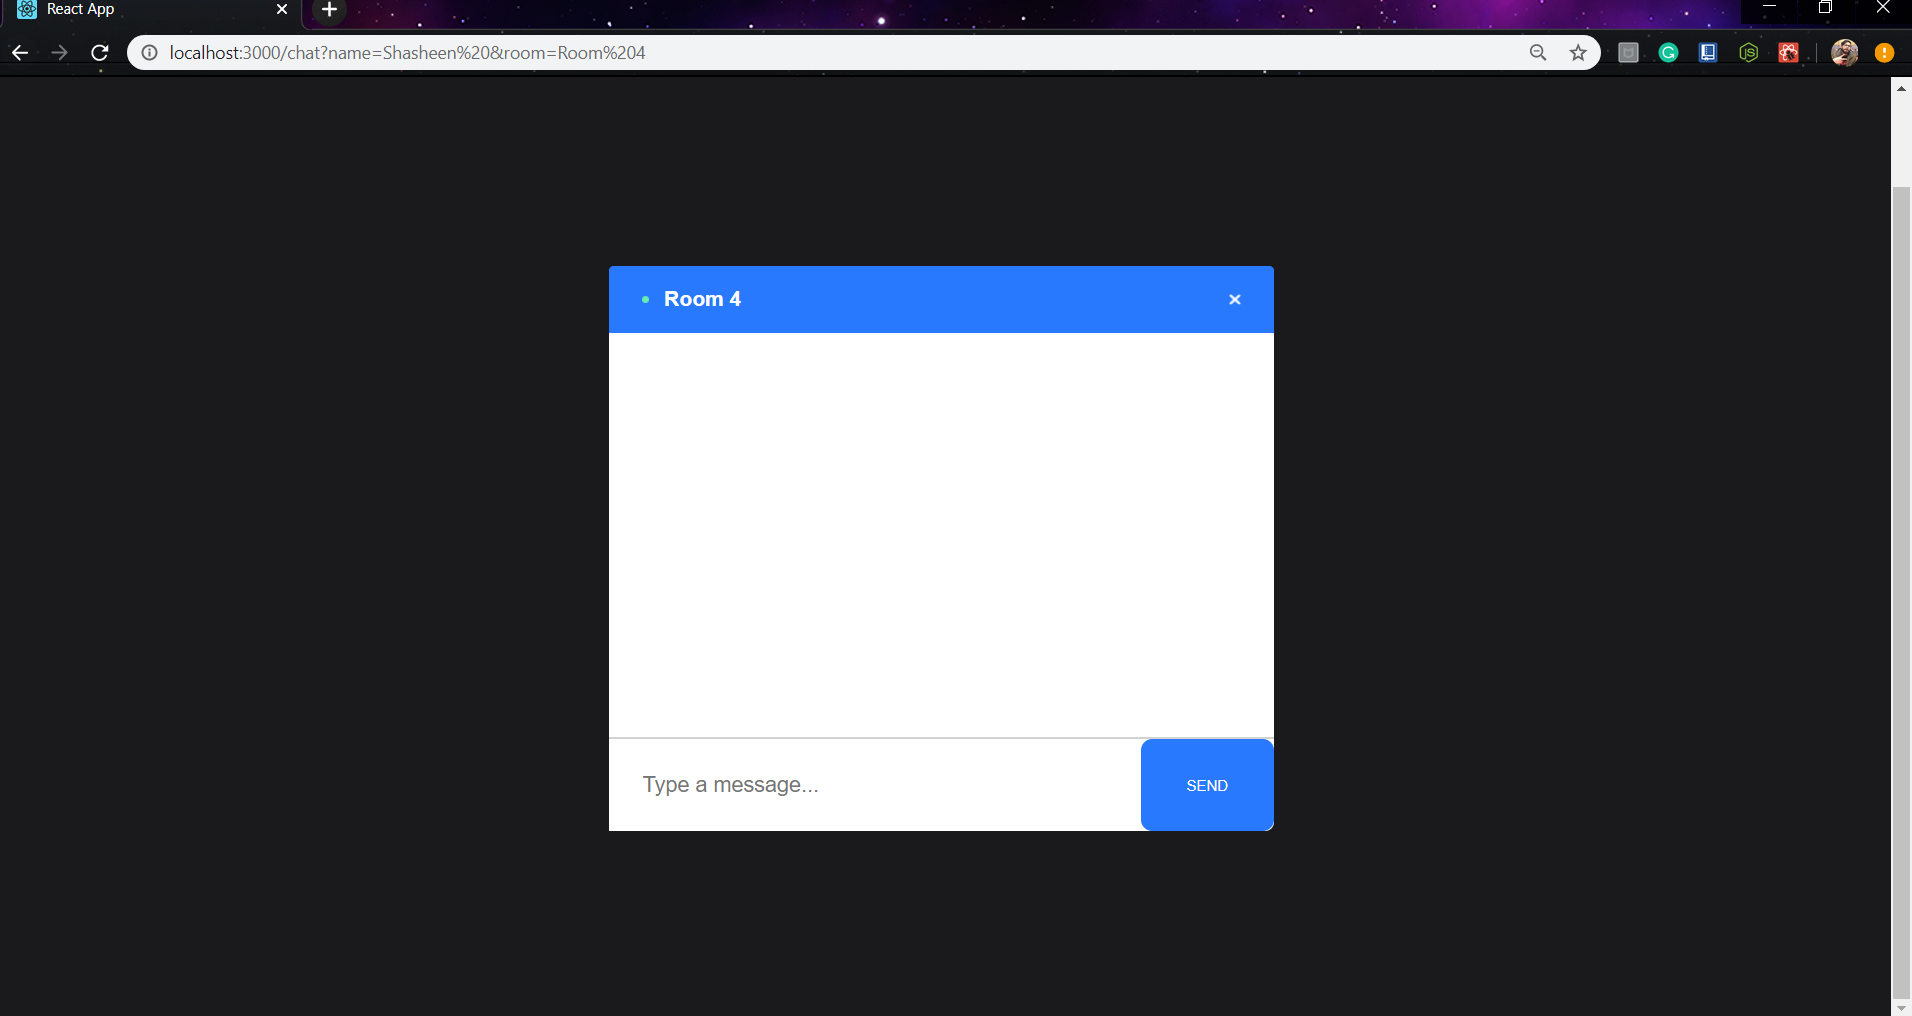 React App
localhost:3000/chat?name=Shasheen%20&room=Room%204
Room 4
Type a message...
SEND